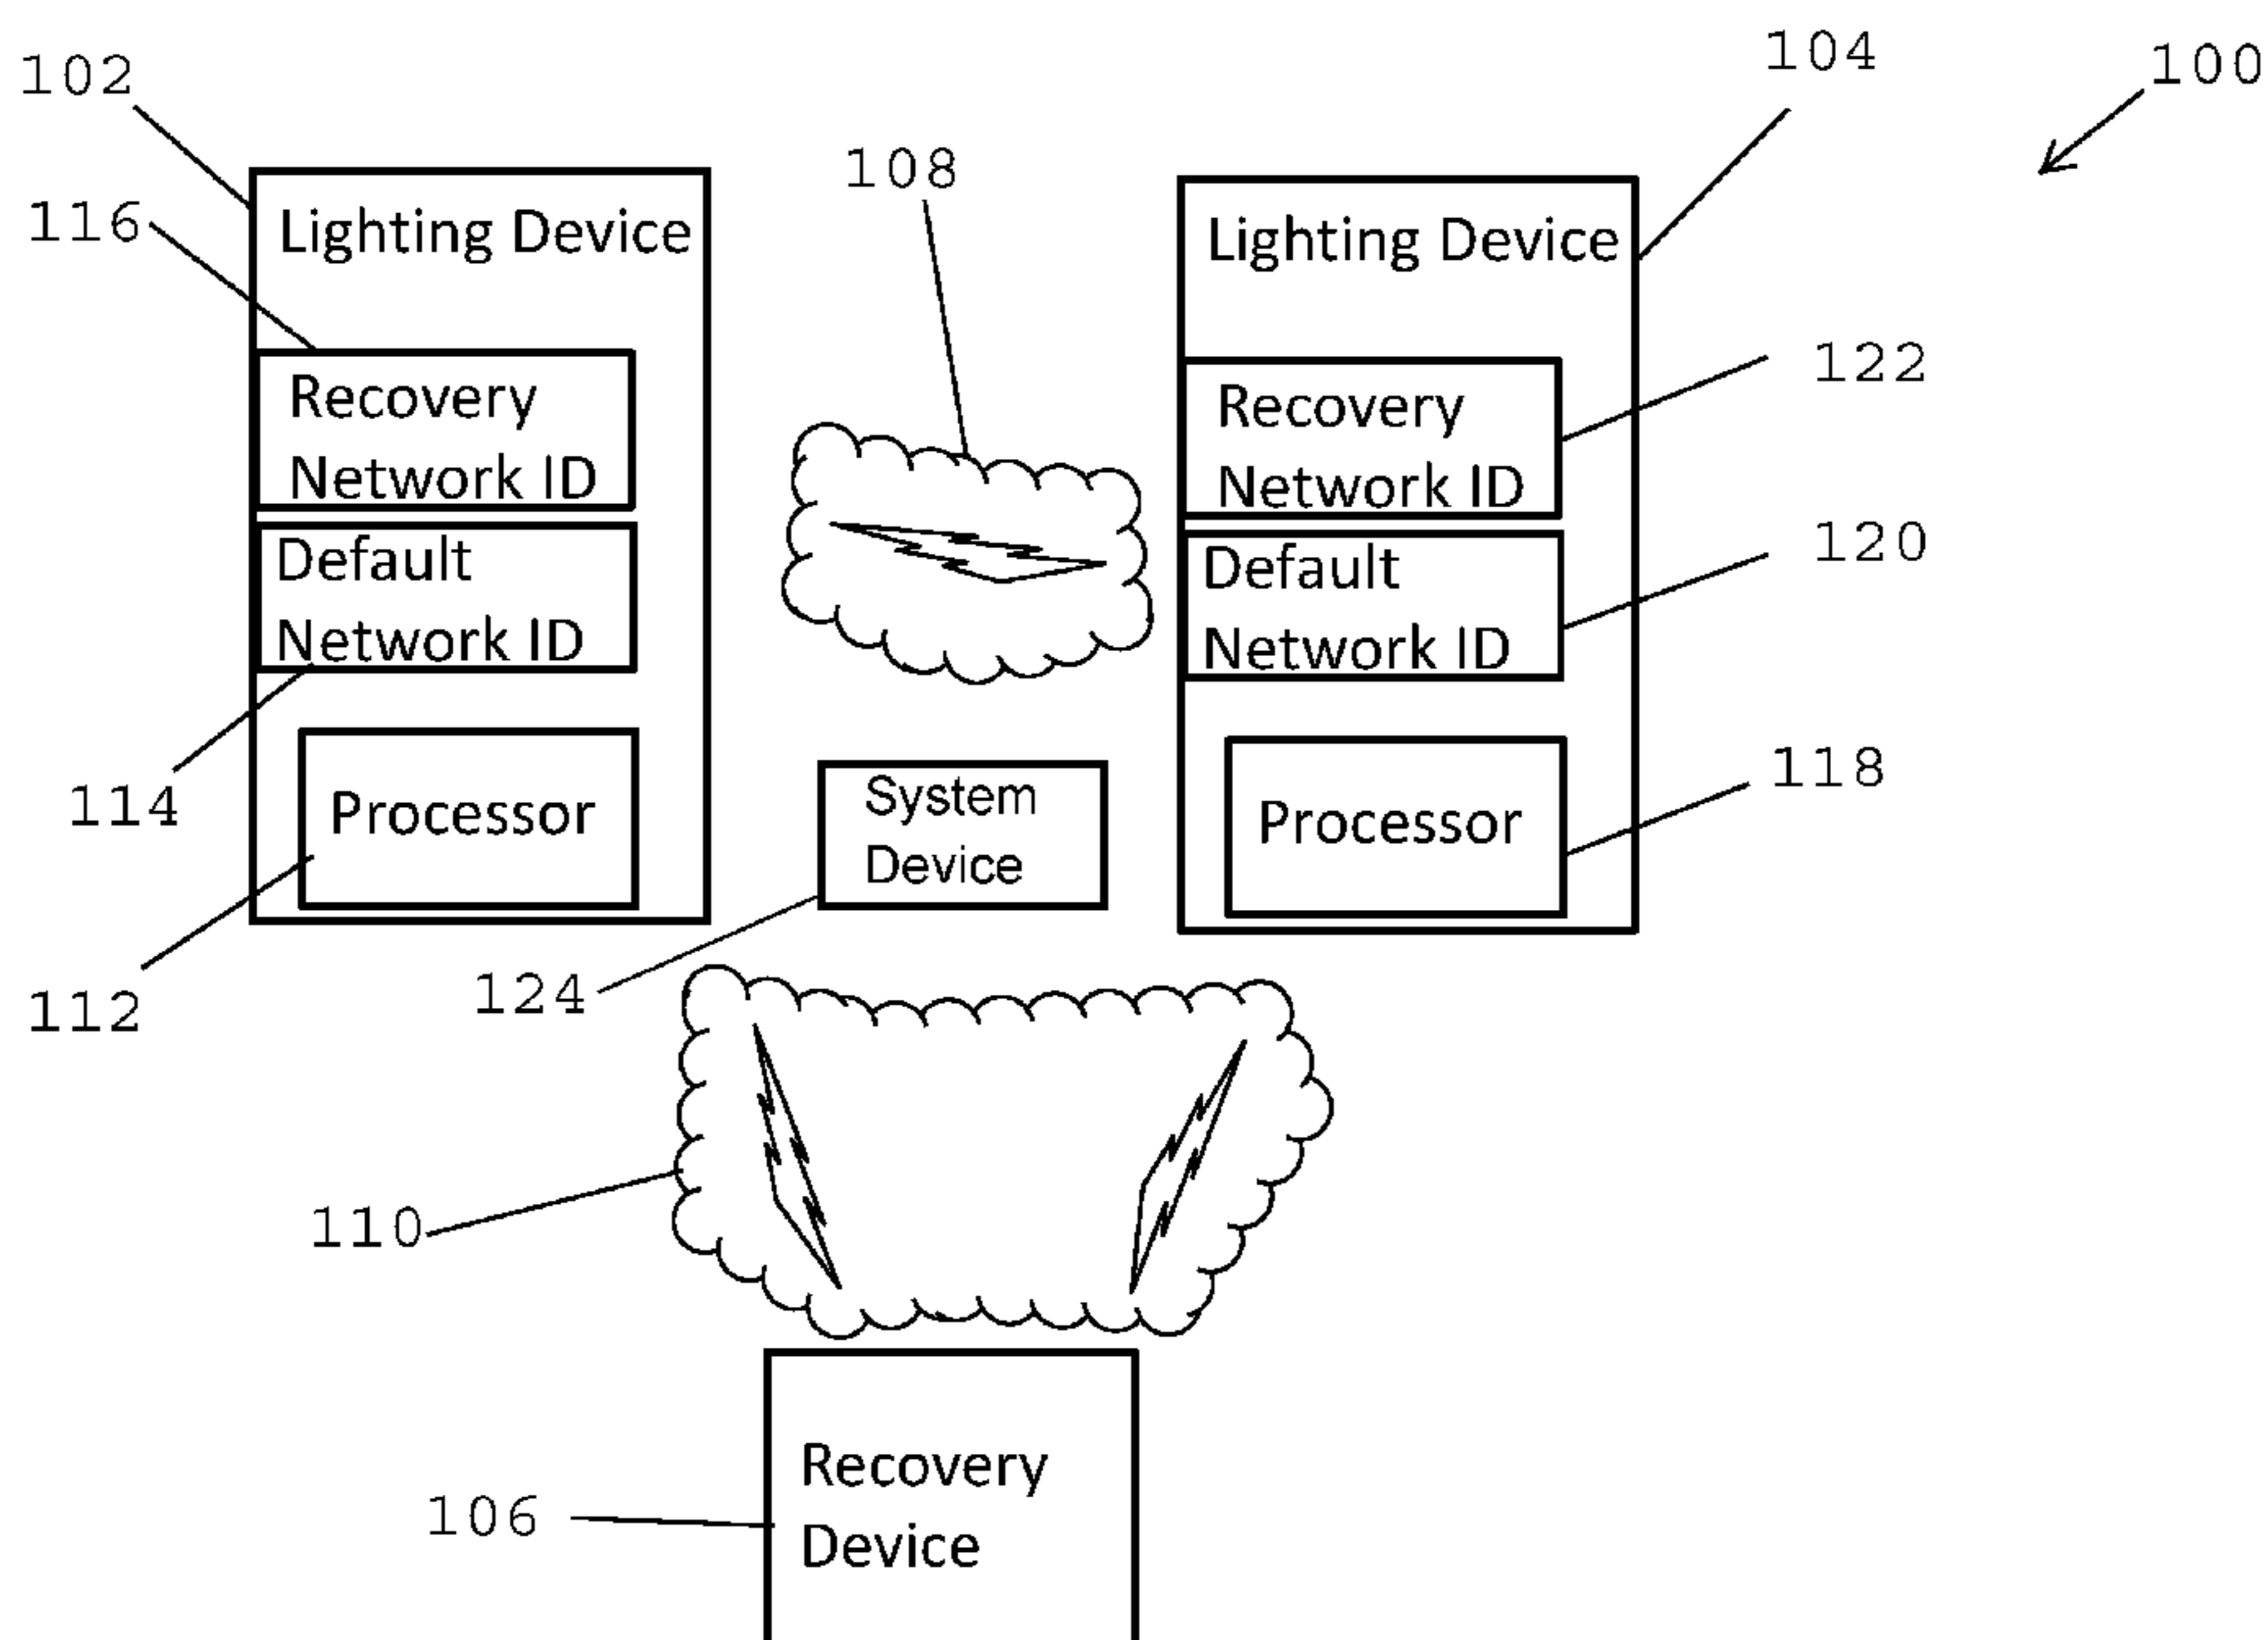 102
104
100
108
116
Lighting Device
Lighting Device
122
Recovery
Network ID
Recovery
Network ID
120
Default
Network ID
Default
Network ID
118
114
Processor
System
Device
Processor
124
112
110
106
Recovery
Device